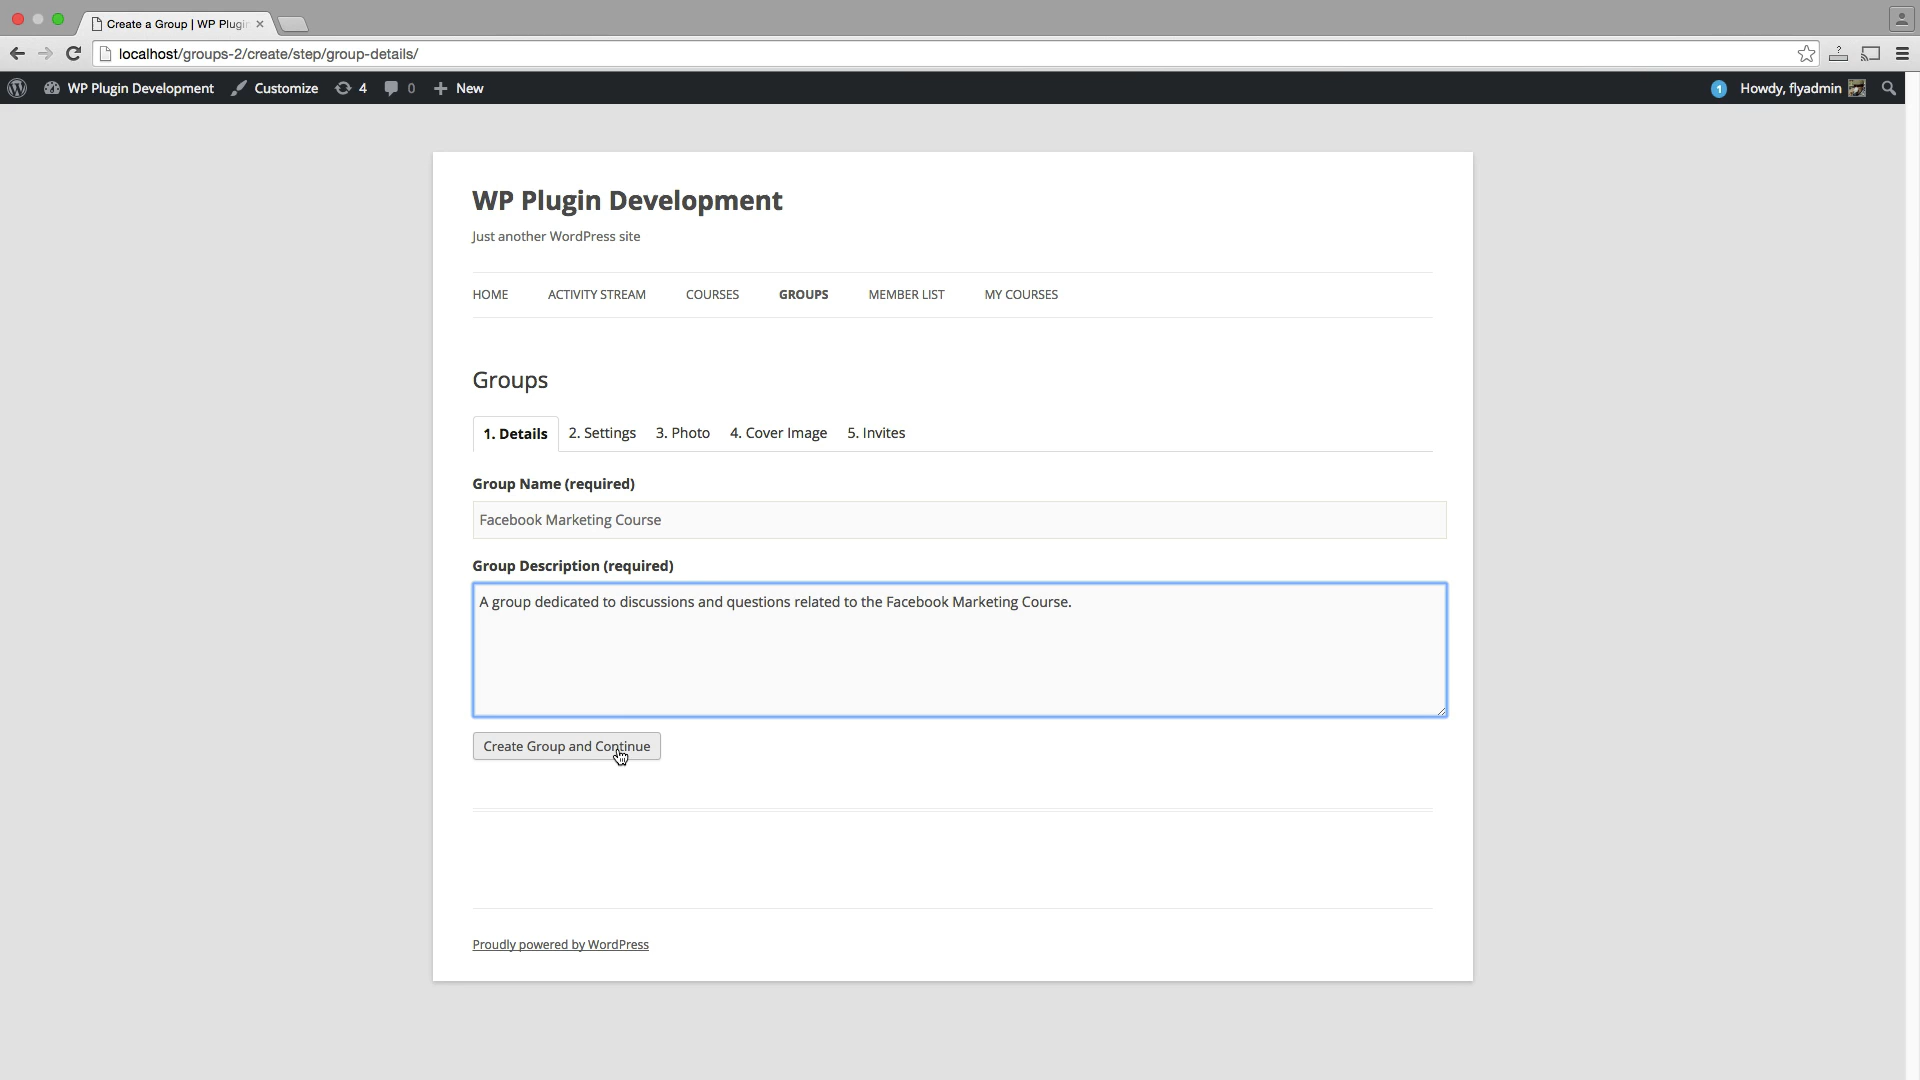 Create a Group | WP Plugi
localhost/groups-2/create/step/group-details/
WP Plugin Development
Customize
4
0
New
1
Howdy, flyadmin
WP Plugin Development
Just another WordPress site
HOME
ACTIVITY STREAM
COURSES
GROUPS
MEMBER LIST
MY COURSES
Groups
1. Details
2. Settings
3. Photo
4. Cover Image
5. Invites
Group Name (required)
Facebook Marketing Course
Group Description (required)
A group dedicated to discussions and questions related to the Facebook Marketing Course.
Create Group and Continue
Proudly powered by WordPress